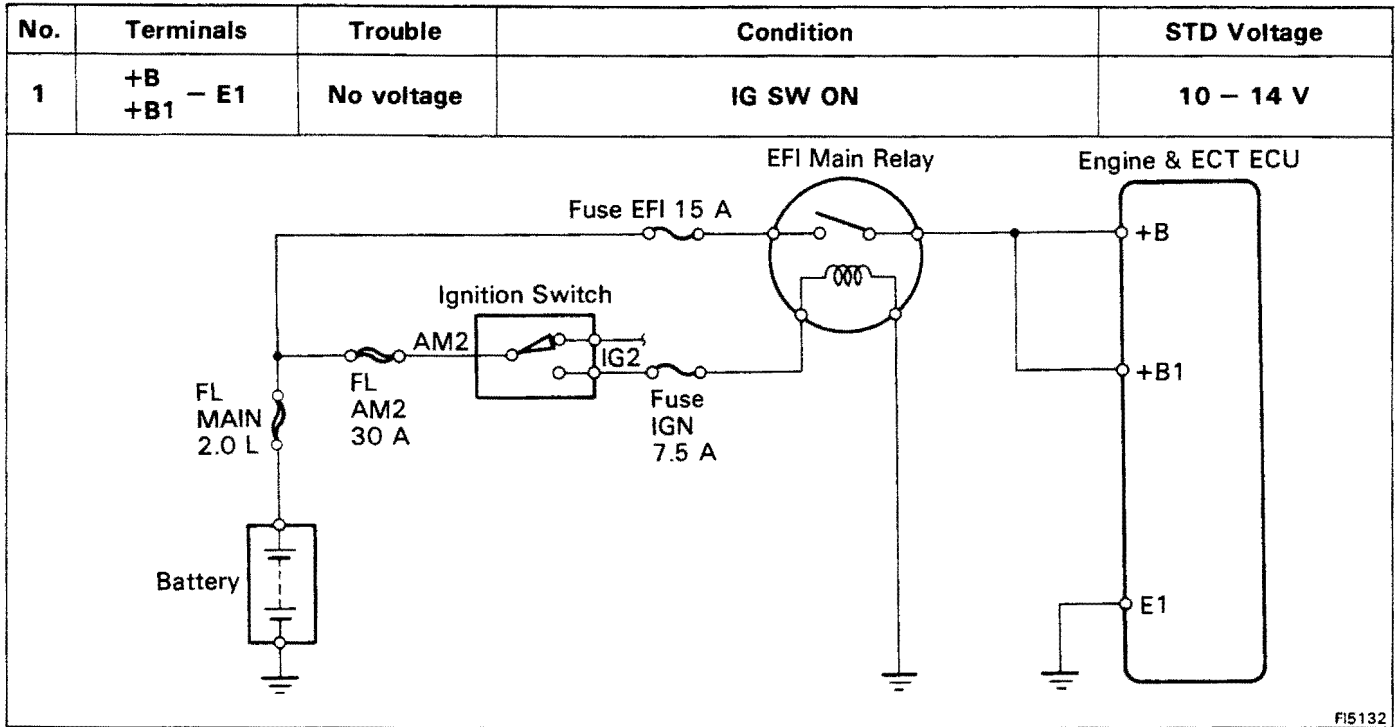 No. Terminals Trouble Condition STD Voltage
1 +B +B1 – E1 No voltage IG SW ON 10 – 14 V
EFI Main Relay
Engine & ECT ECU
Fuse EFI 15 A
+B
Ignition Switch
AM2
IG2
+B1
FL
MAIN
2.0 L
FL
AM2
30 A
Fuse
IGN
7.5 A
Battery
E1
FI5132